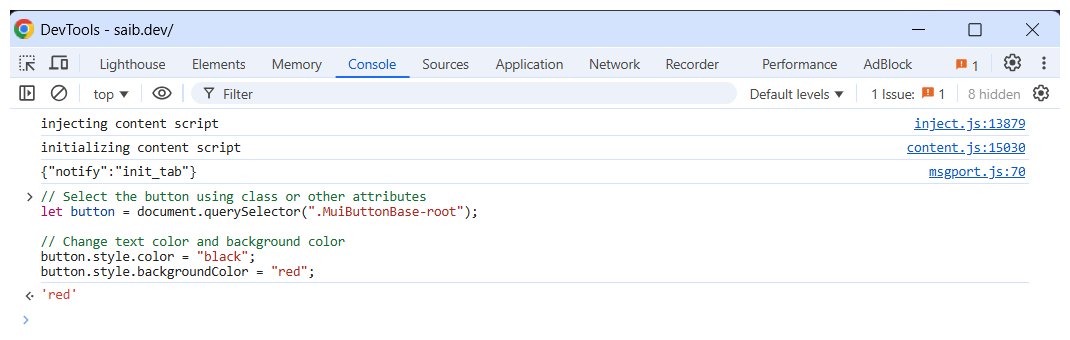 DevTools - saib.dev/
Lighthouse Elements Memory Console Sources Application Network Recorder Performance AdBlock 1
top Filter Default levels 1 Issue: 1 8 hidden
injecting content script inject.js:13879
initializing content script content.js:15030
{"notify":"init_tab"} msgport.js:70
// Select the button using class or other attributes
let button = document.querySelector(".MuiButtonBase-root");
// Change text color and background color
button.style.color = "black";
button.style.backgroundColor = "red";
'red'